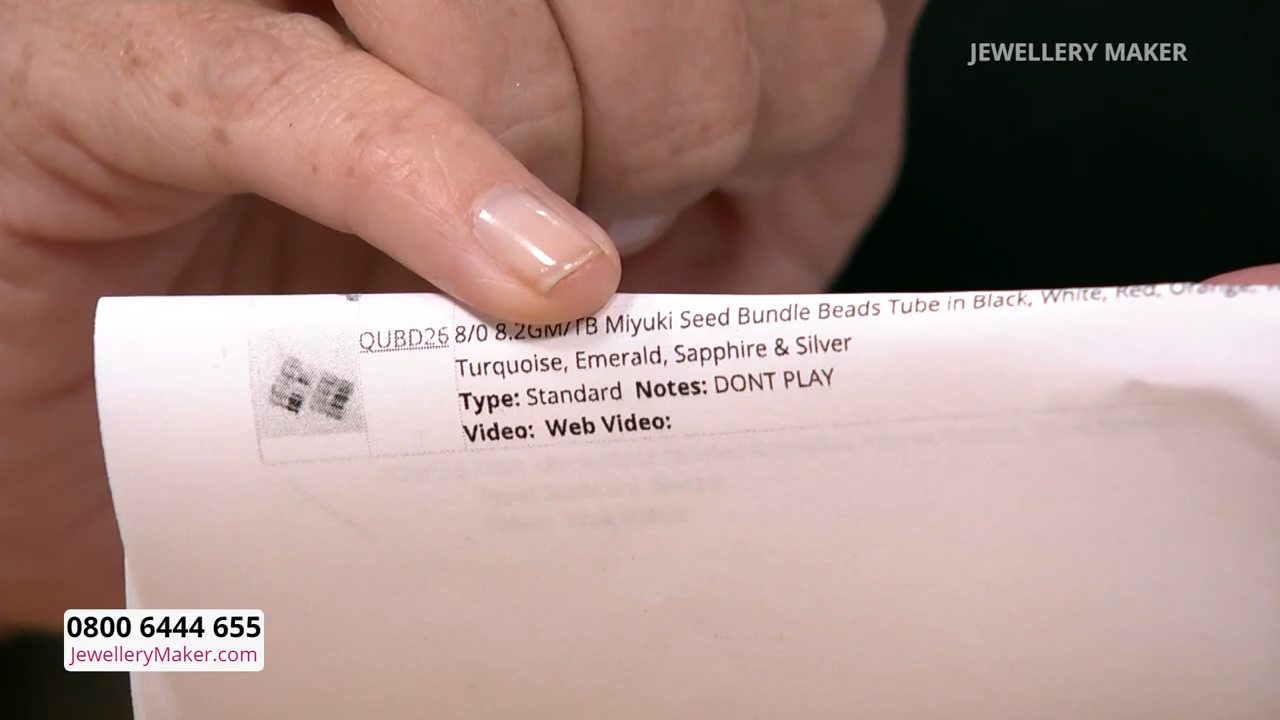 JEWELLERY MAKER
QUBD26 8/0 8.2GM/TB Miyuki Seed Bundle Beads Tube in Black, White, Red, Orange,
Turquoise, Emerald, Sapphire & Silver
Type: Standard Notes: DONT PLAY
Video: Web Video:
0800 6444 655
JewelleryMaker.com